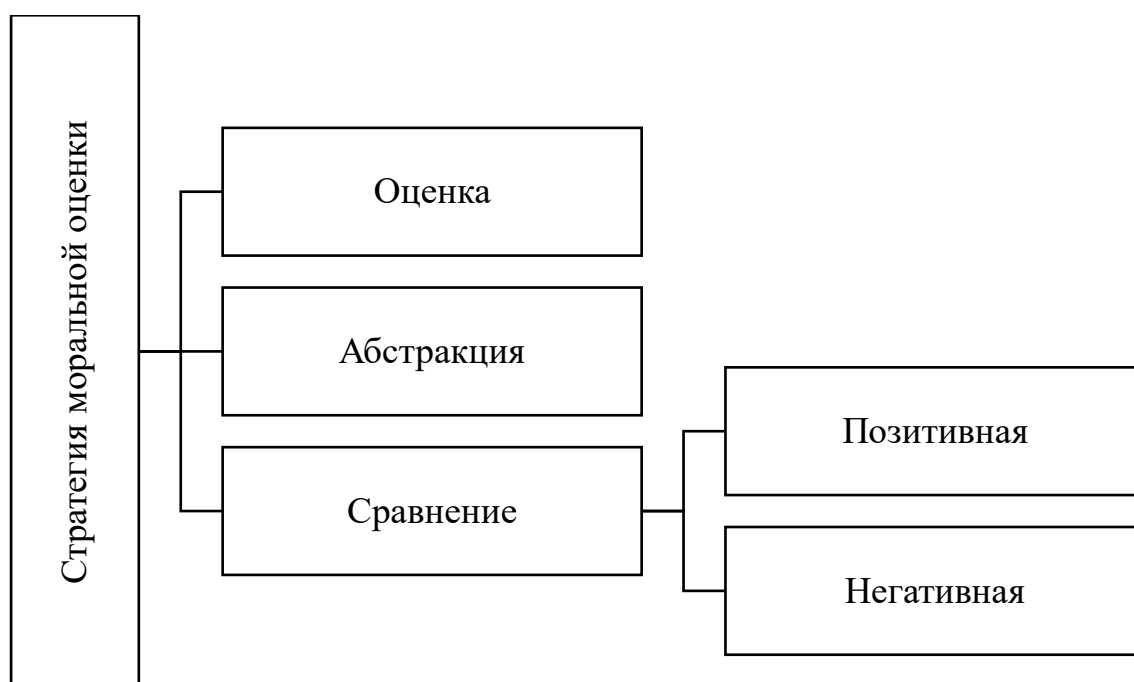 Стратегия моральной оценки
Оценка
Абстракция
Сравнение
Позитивная
Негативная